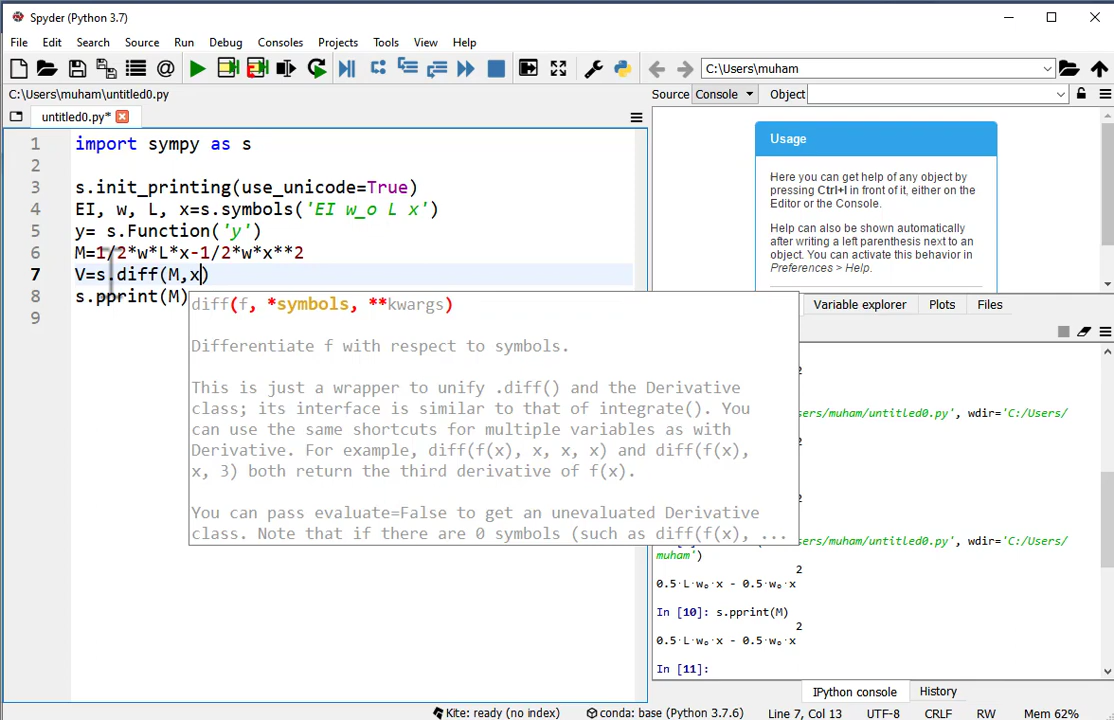 Spyder (Python 3.7)
File Edit Search Source Run Debug Consoles Projects Tools View Help
C:\Users\muham
C:\Users\muham\untitled0.py
Source Console Object
untitled0.py*
1 import sympy as s
2
3 s.init_printing(use_unicode=True)
4 EI, w, L, x=s.symbols('EI w_o L x')
5 y= s.Function('y')
6 M=1/2*w*L*x-1/2*w*x**2
7 V=s.diff(M,x)
8 s.pprint(M)
9
diff(f, *symbols, **kwargs)
Differentiate f with respect to symbols.
This is just a wrapper to unify .diff() and the Derivative
class; its interface is similar to that of integrate(). You
can use the same shortcuts for multiple variables as with
Derivative. For example, diff(f(x), x, x, x) and diff(f(x),
x, 3) both return the third derivative of f(x).
You can pass evaluate=False to get an unevaluated Derivative
class. Note that if there are 0 symbols (such as diff(f(x), ...
Usage
Here you can get help of any object by
pressing Ctrl+I in front of it, either on the
Editor or the Console.
Help can also be shown automatically
after writing a left parenthesis next to an
object. You can activate this behavior in
Preferences > Help.
Variable explorer Plots Files
2
ers/muham/untitled0.py', wdir='C:/Users/
2
2
ers/muham/untitled0.py', wdir='C:/Users/
muham')
2
0.5⋅L⋅wₒ⋅x - 0.5⋅wₒ⋅x
In [10]: s.pprint(M)
2
0.5⋅L⋅wₒ⋅x - 0.5⋅wₒ⋅x
In [11]:
IPython console History
Kite: ready (no index) conda: base (Python 3.7.6) Line 7, Col 13 UTF-8 CRLF RW Mem 62%